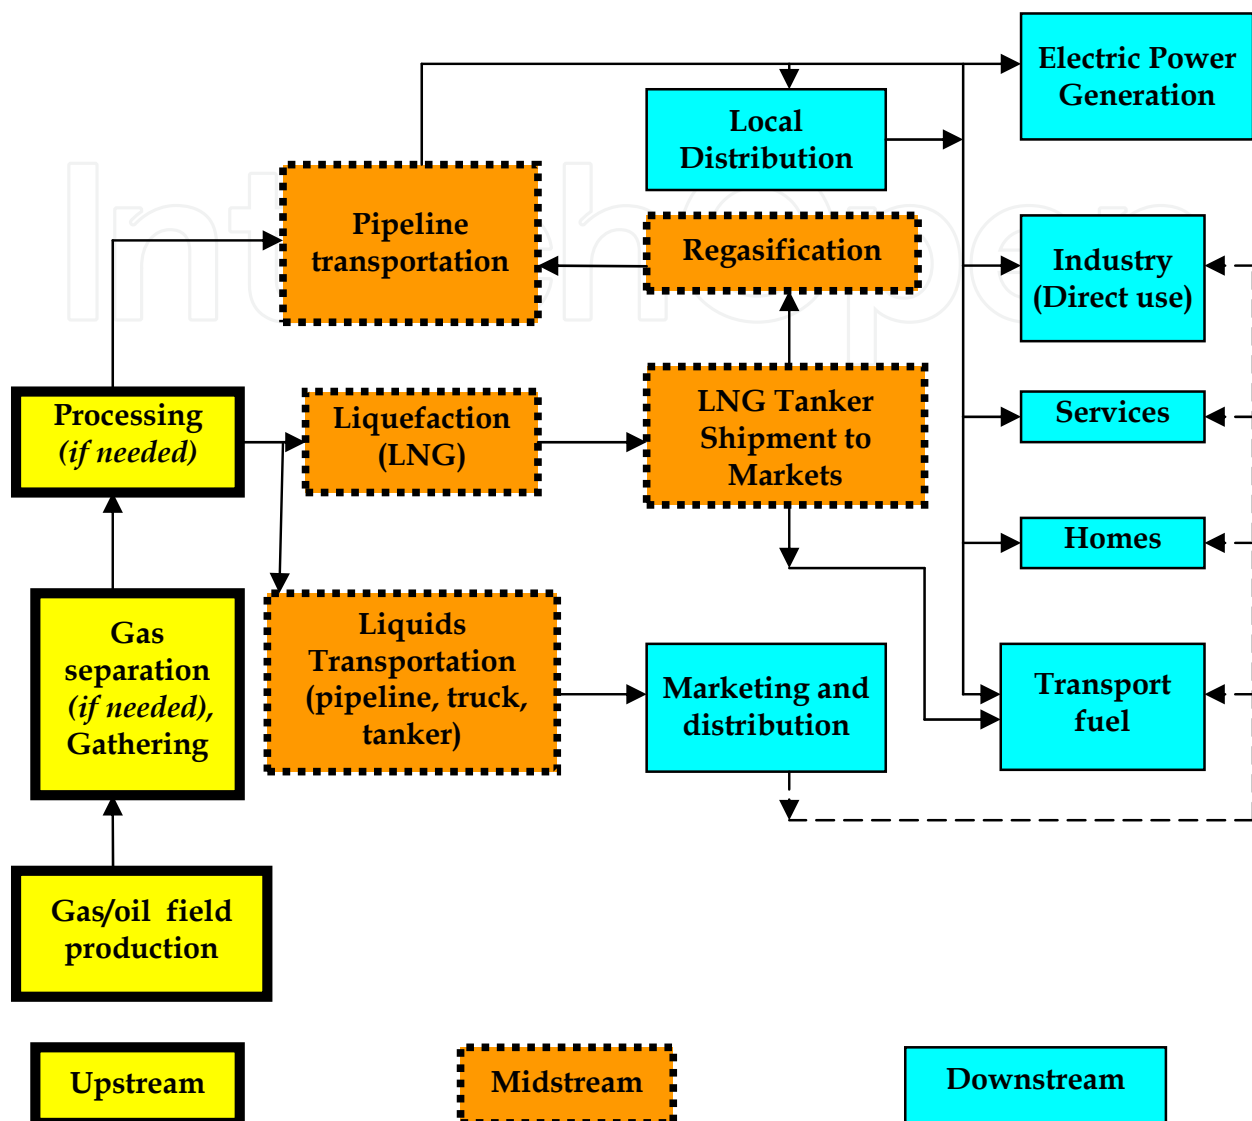 Electric Power
Generation
Local
Distribution
Pipeline
transportation
Regasification
Industry
(Direct use)
Processing
(if needed)
Liquefaction
(LNG)
LNG Tanker
Shipment to
Markets
Services
Homes
Gas
separation
(if needed),
Gathering
Liquids
Transportation
(pipeline, truck,
tanker)
Marketing and
distribution
Transport
fuel
Gas/oil field
production
Upstream
Midstream
Downstream
IntechOpen